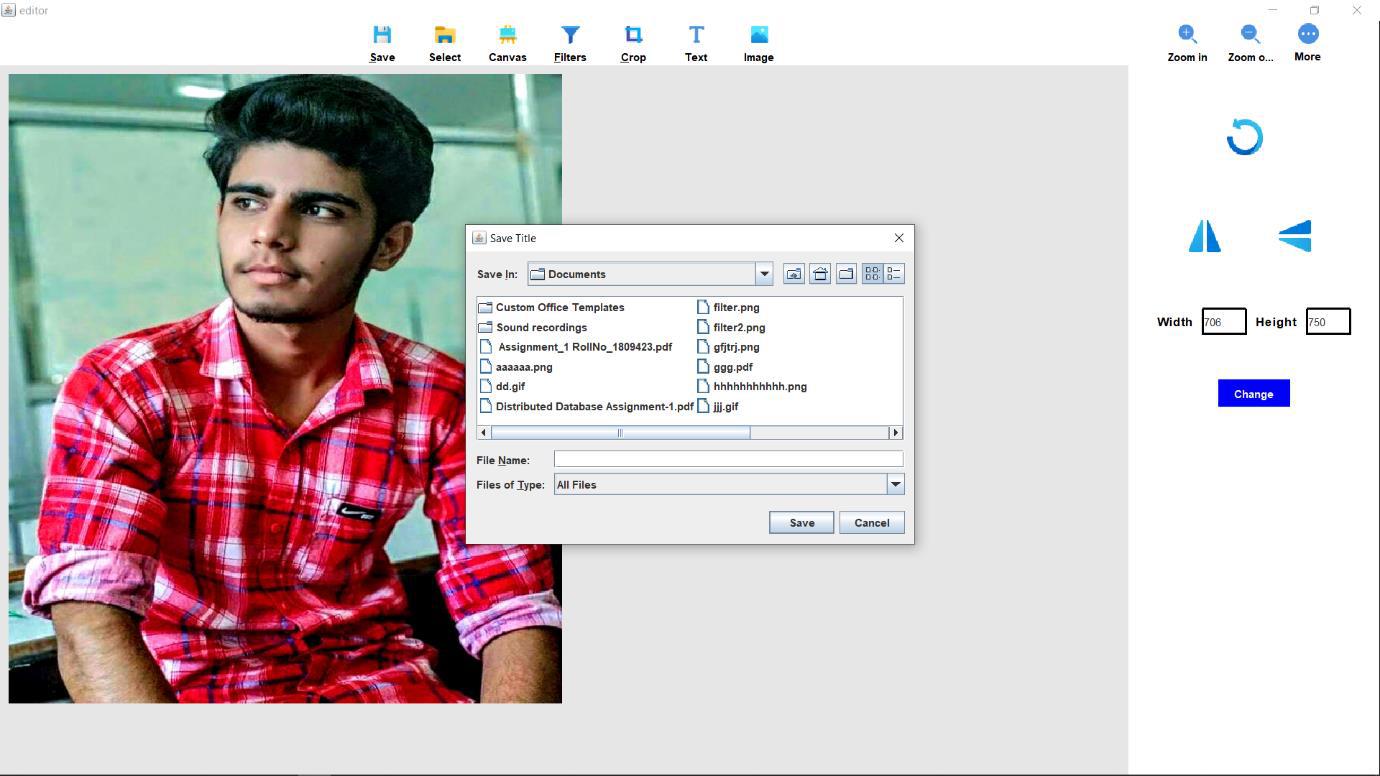 editor
Save Select Canvas Filters Crop Text Image Zoom in Zoom o... More
Save Title
Save In: Documents
Custom Office Templates
Sound recordings
Assignment_1 RollNo_1809423.pdf
aaaaaa.png
dd.gif
Distributed Database Assignment-1.pdf
filter.png
filter2.png
gfjtrj.png
ggg.pdf
hhhhhhhhhhh.png
jjj.gif
File Name:
Files of Type: All Files
Save Cancel
Width 706 Height 750
Change